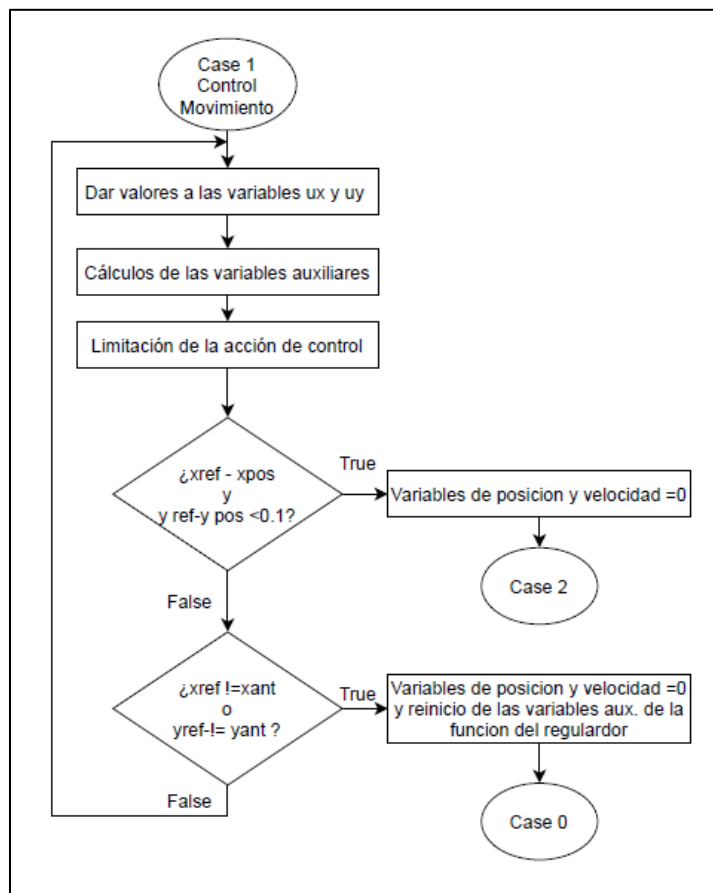 Case 1
Control
Movimiento
Dar valores a las variables ux y uy
Cálculos de las variables auxiliares
Limitación de la acción de control
¿xref - xpos
y
y ref-y pos <0.1?
True
Variables de posicion y velocidad =0
Case 2
False
¿xref !=xant
o
yref-!= yant ?
True
Variables de posicion y velocidad =0
y reinicio de las variables aux. de la
funcion del regulardor
False
Case 0